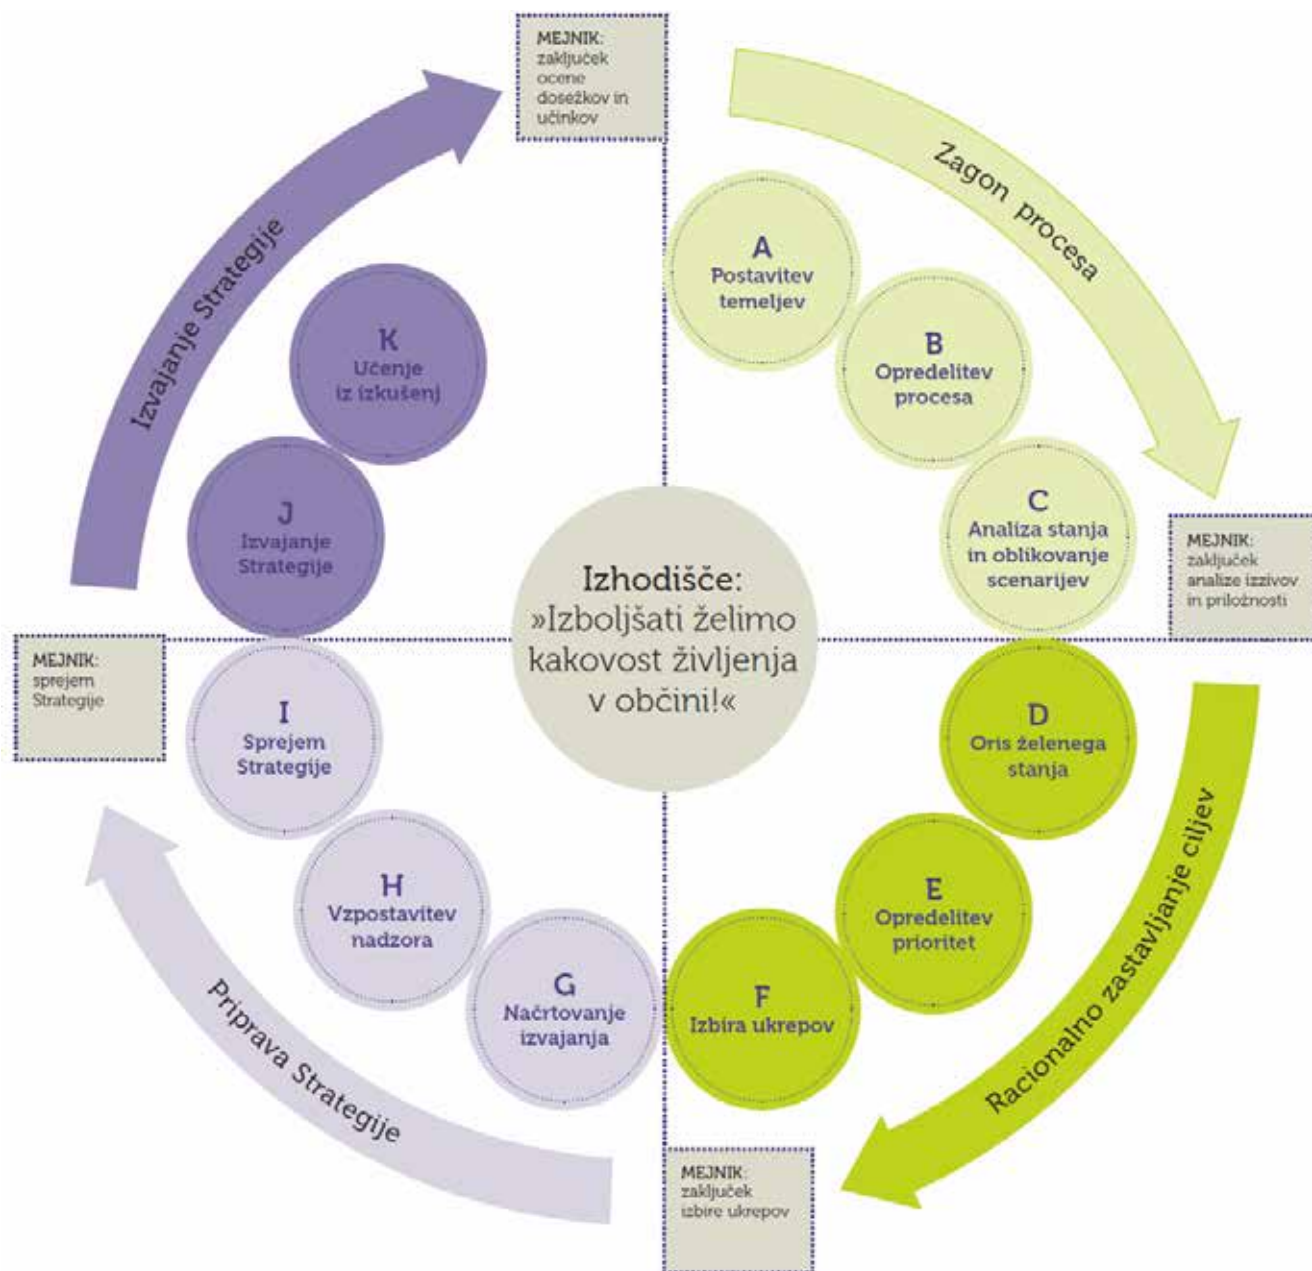 MEJNIK:
zaključek
ocene
dosežkov in
učinkov
Zagon procesa
A
Postavitev
temeljev
B
Opredelitev
procesa
C
Analiza stanja
in oblikovanje
scenarijev
MEJNIK:
zaključek
analize izzivov
in priložnosti
Racionalno zastavljanje ciljev
D
Oris želenega
stanja
E
Opredelitev
prioritet
F
Izbira ukrepov
MEJNIK:
zaključek
izbire ukrepov
Priprava Strategije
G
Načrtovanje
izvajanja
H
Vzpostavitev
nadzora
I
Sprejem
Strategije
MEJNIK:
sprejem
Strategije
Izvajanje Strategije
J
Izvajanje
Strategije
K
Učenje
iz izkušenj
Izhodišče:
»Izboljšati želimo
kakovost življenja
v občini!«